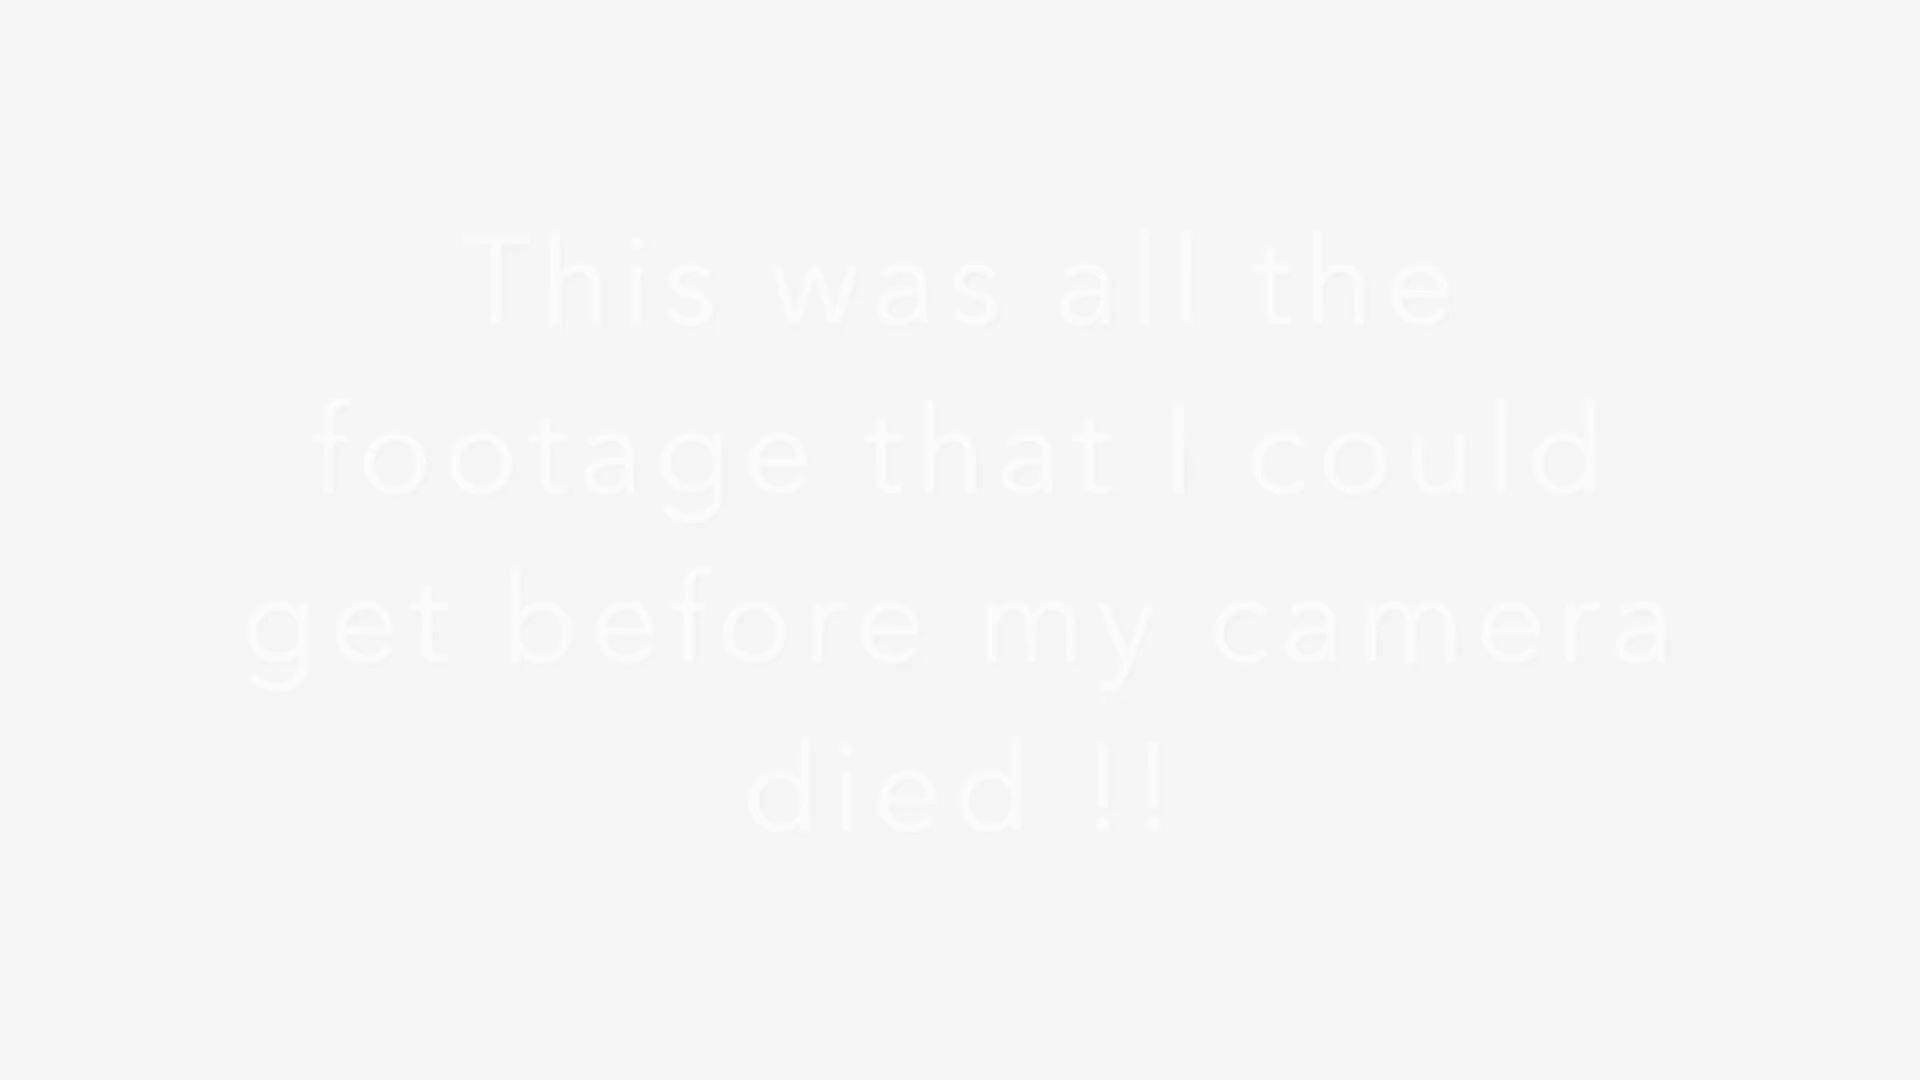 This was all the
footage that I could
get before my camera
died !!